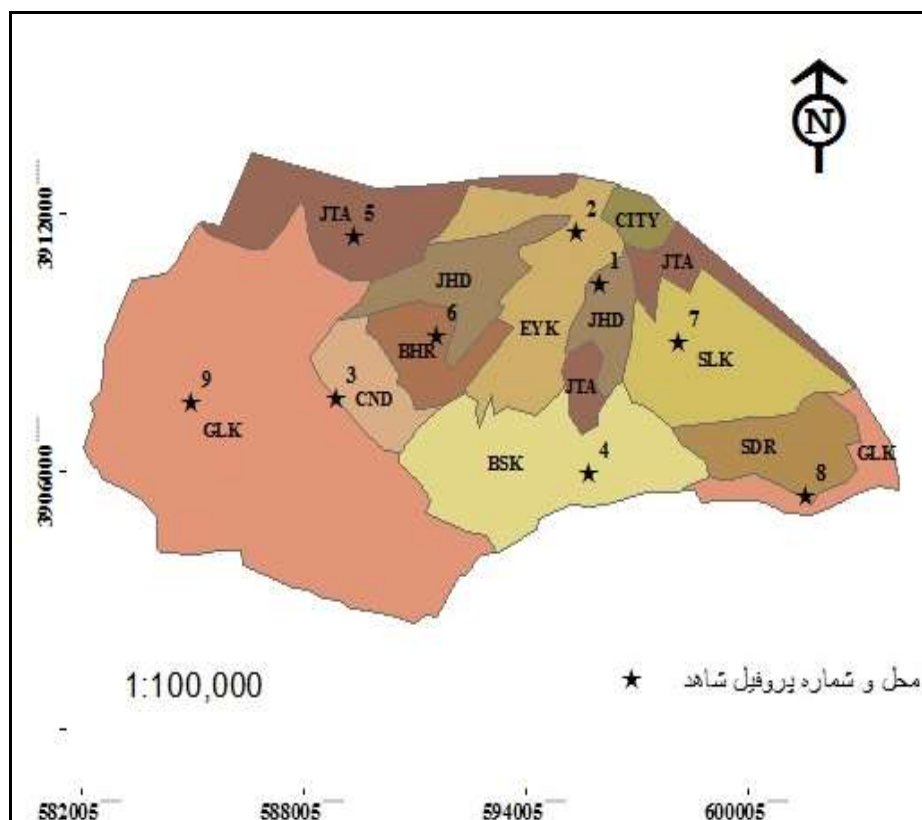 N
3912000
3906000
JTA 5
2
CITY
1
JTA
JHD
6
EYK
JHD
7
BHR
SLK
9
3
JTA
CND
GLK
BSK
4
SDR
GLK
8
1:100,000
محل و شماره پروفیل شاهد
582005
588005
594005
600005